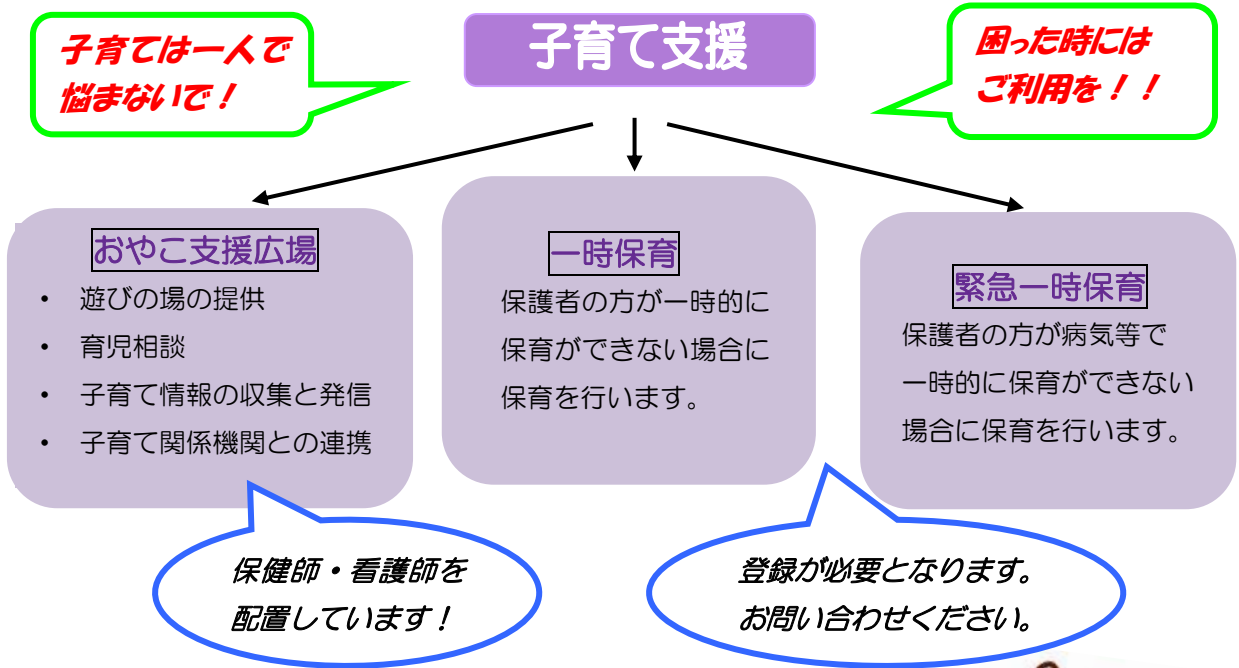 子育ては一人で
悩まないで!
子育て支援
困った時には
ご利用を!!
おやこ支援広場
・ 遊びの場の提供
・ 育児相談
・ 子育て情報の収集と発信
・ 子育て関係機関との連携
一時保育
保護者の方が一時的に
保育ができない場合に
保育を行います。
緊急一時保育
保護者の方が病気等で
一時的に保育ができない
場合に保育を行います。
保健師・看護師を
配置しています!
登録が必要となります。
お問い合わせください。